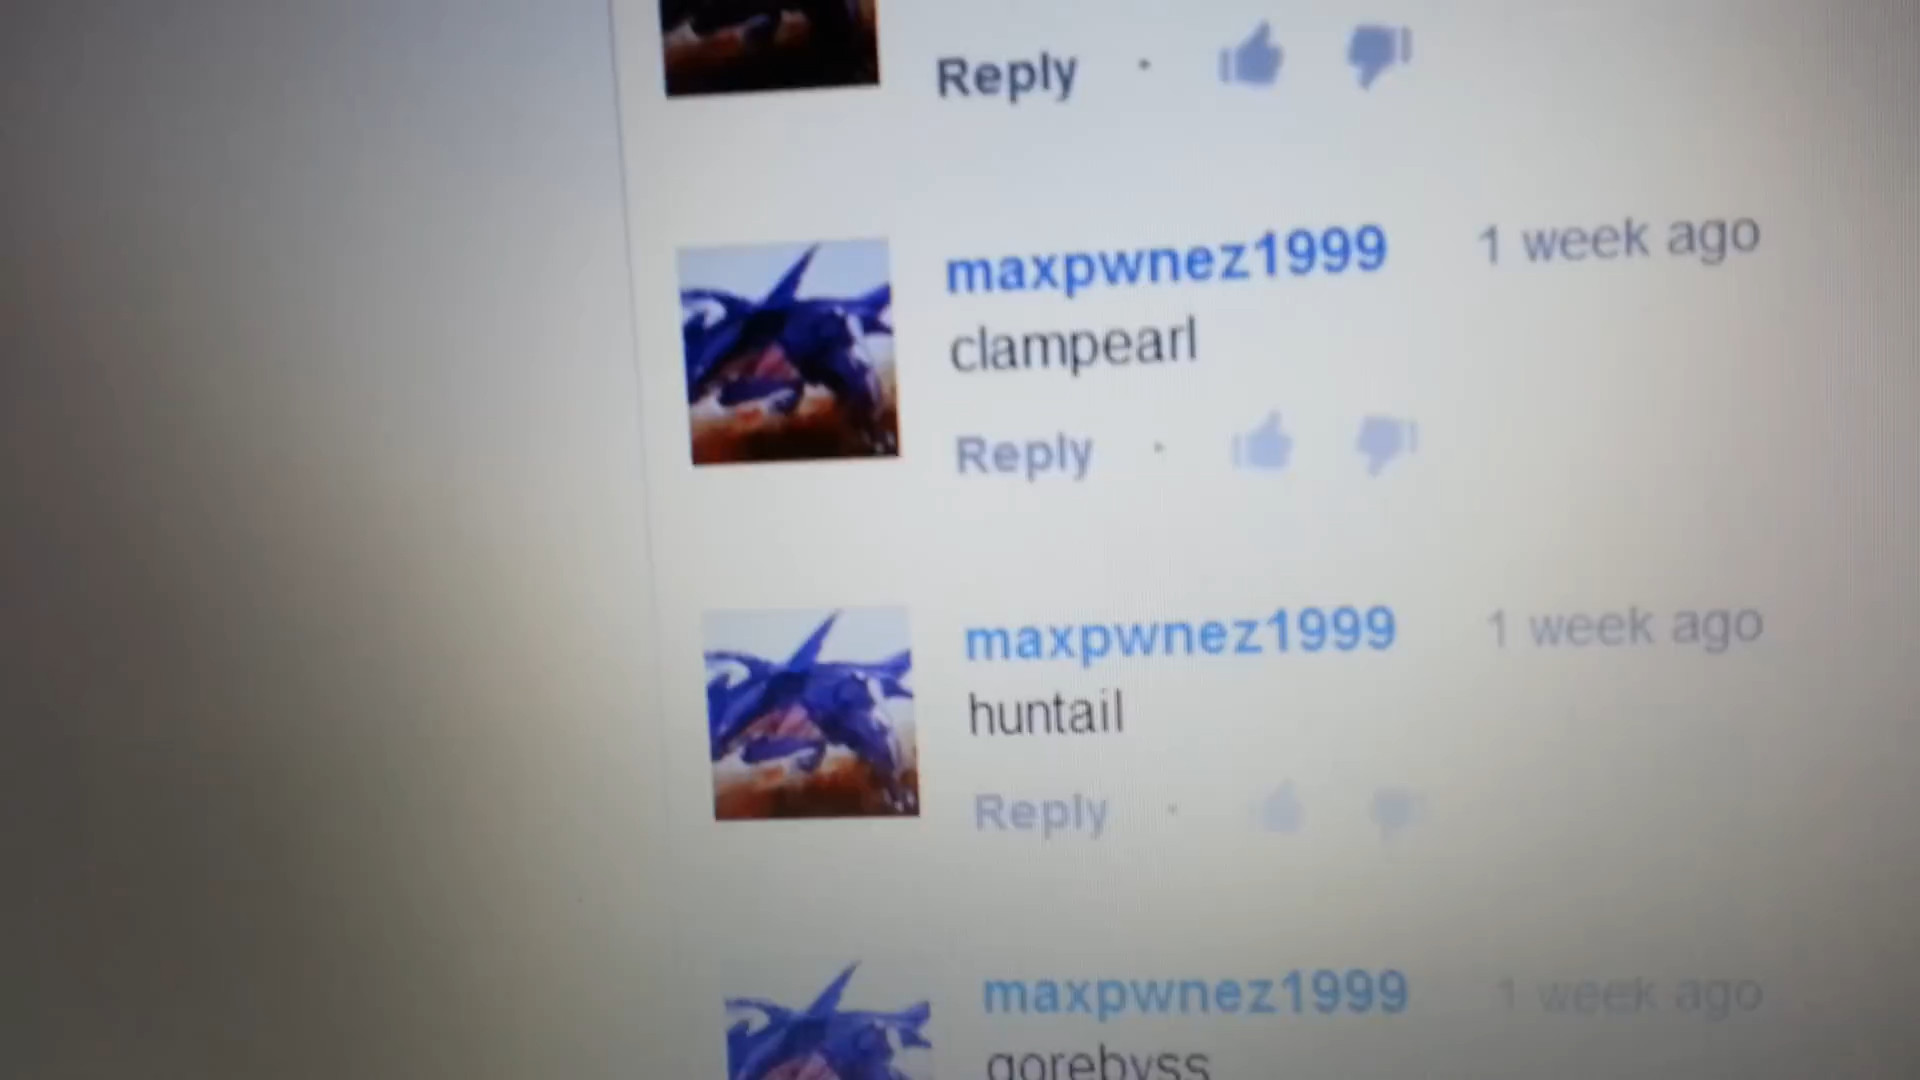 Reply ·
maxpwnez1999 1 week ago
clampearl
Reply ·
maxpwnez1999 1 week ago
huntail
Reply ·
maxpwnez1999 1 week ago
gorebyss